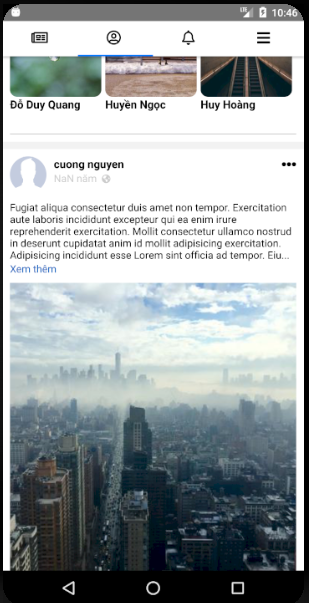 10:46
Đỗ Duy Quang
Huyền Ngọc
Huy Hoàng
cuong nguyen
NaN năm
Fugiat aliqua consectetur duis amet non tempor. Exercitation
aute laboris incididunt excepteur qui ea enim irure
reprehenderit exercitation. Mollit consectetur ullamco nostrud
in deserunt cupidatat anim id mollit adipisicing exercitation.
Adipisicing incididunt esse Lorem sint officia ad tempor. Eiu...
Xem thêm